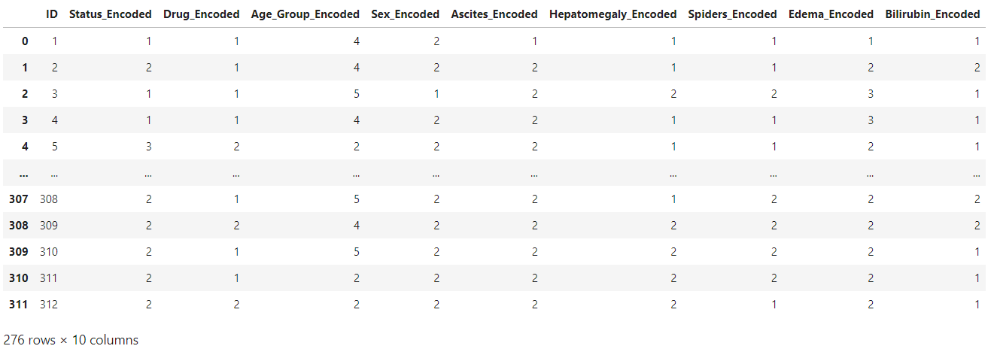 ID Status_Encoded Drug_Encoded Age_Group_Encoded Sex_Encoded Ascites_Encoded Hepatomegaly_Encoded Spiders_Encoded Edema_Encoded Bilirubin_Encoded
0 1 1 1 4 2 1 1 1 1 1
1 2 2 1 4 2 2 1 1 2 2
2 3 1 1 5 1 2 2 2 3 1
3 4 1 1 4 2 2 1 1 3 1
4 5 3 2 2 2 2 1 1 2 1
... ... ... ... ... ... ... ... ... ... ...
307 308 2 1 5 2 2 1 2 2 2
308 309 2 2 4 2 2 2 2 2 2
309 310 2 1 5 2 2 2 2 2 1
310 311 2 1 2 2 2 2 2 2 1
311 312 2 2 2 2 2 2 1 2 1
276 rows × 10 columns